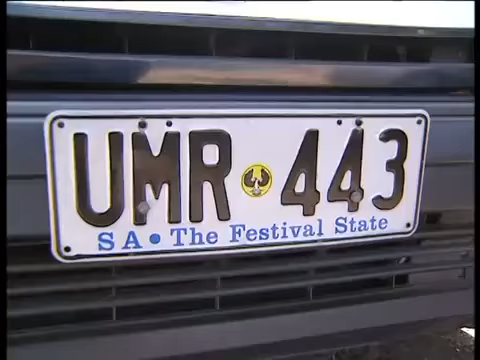 UMR 443
SA • The Festival State